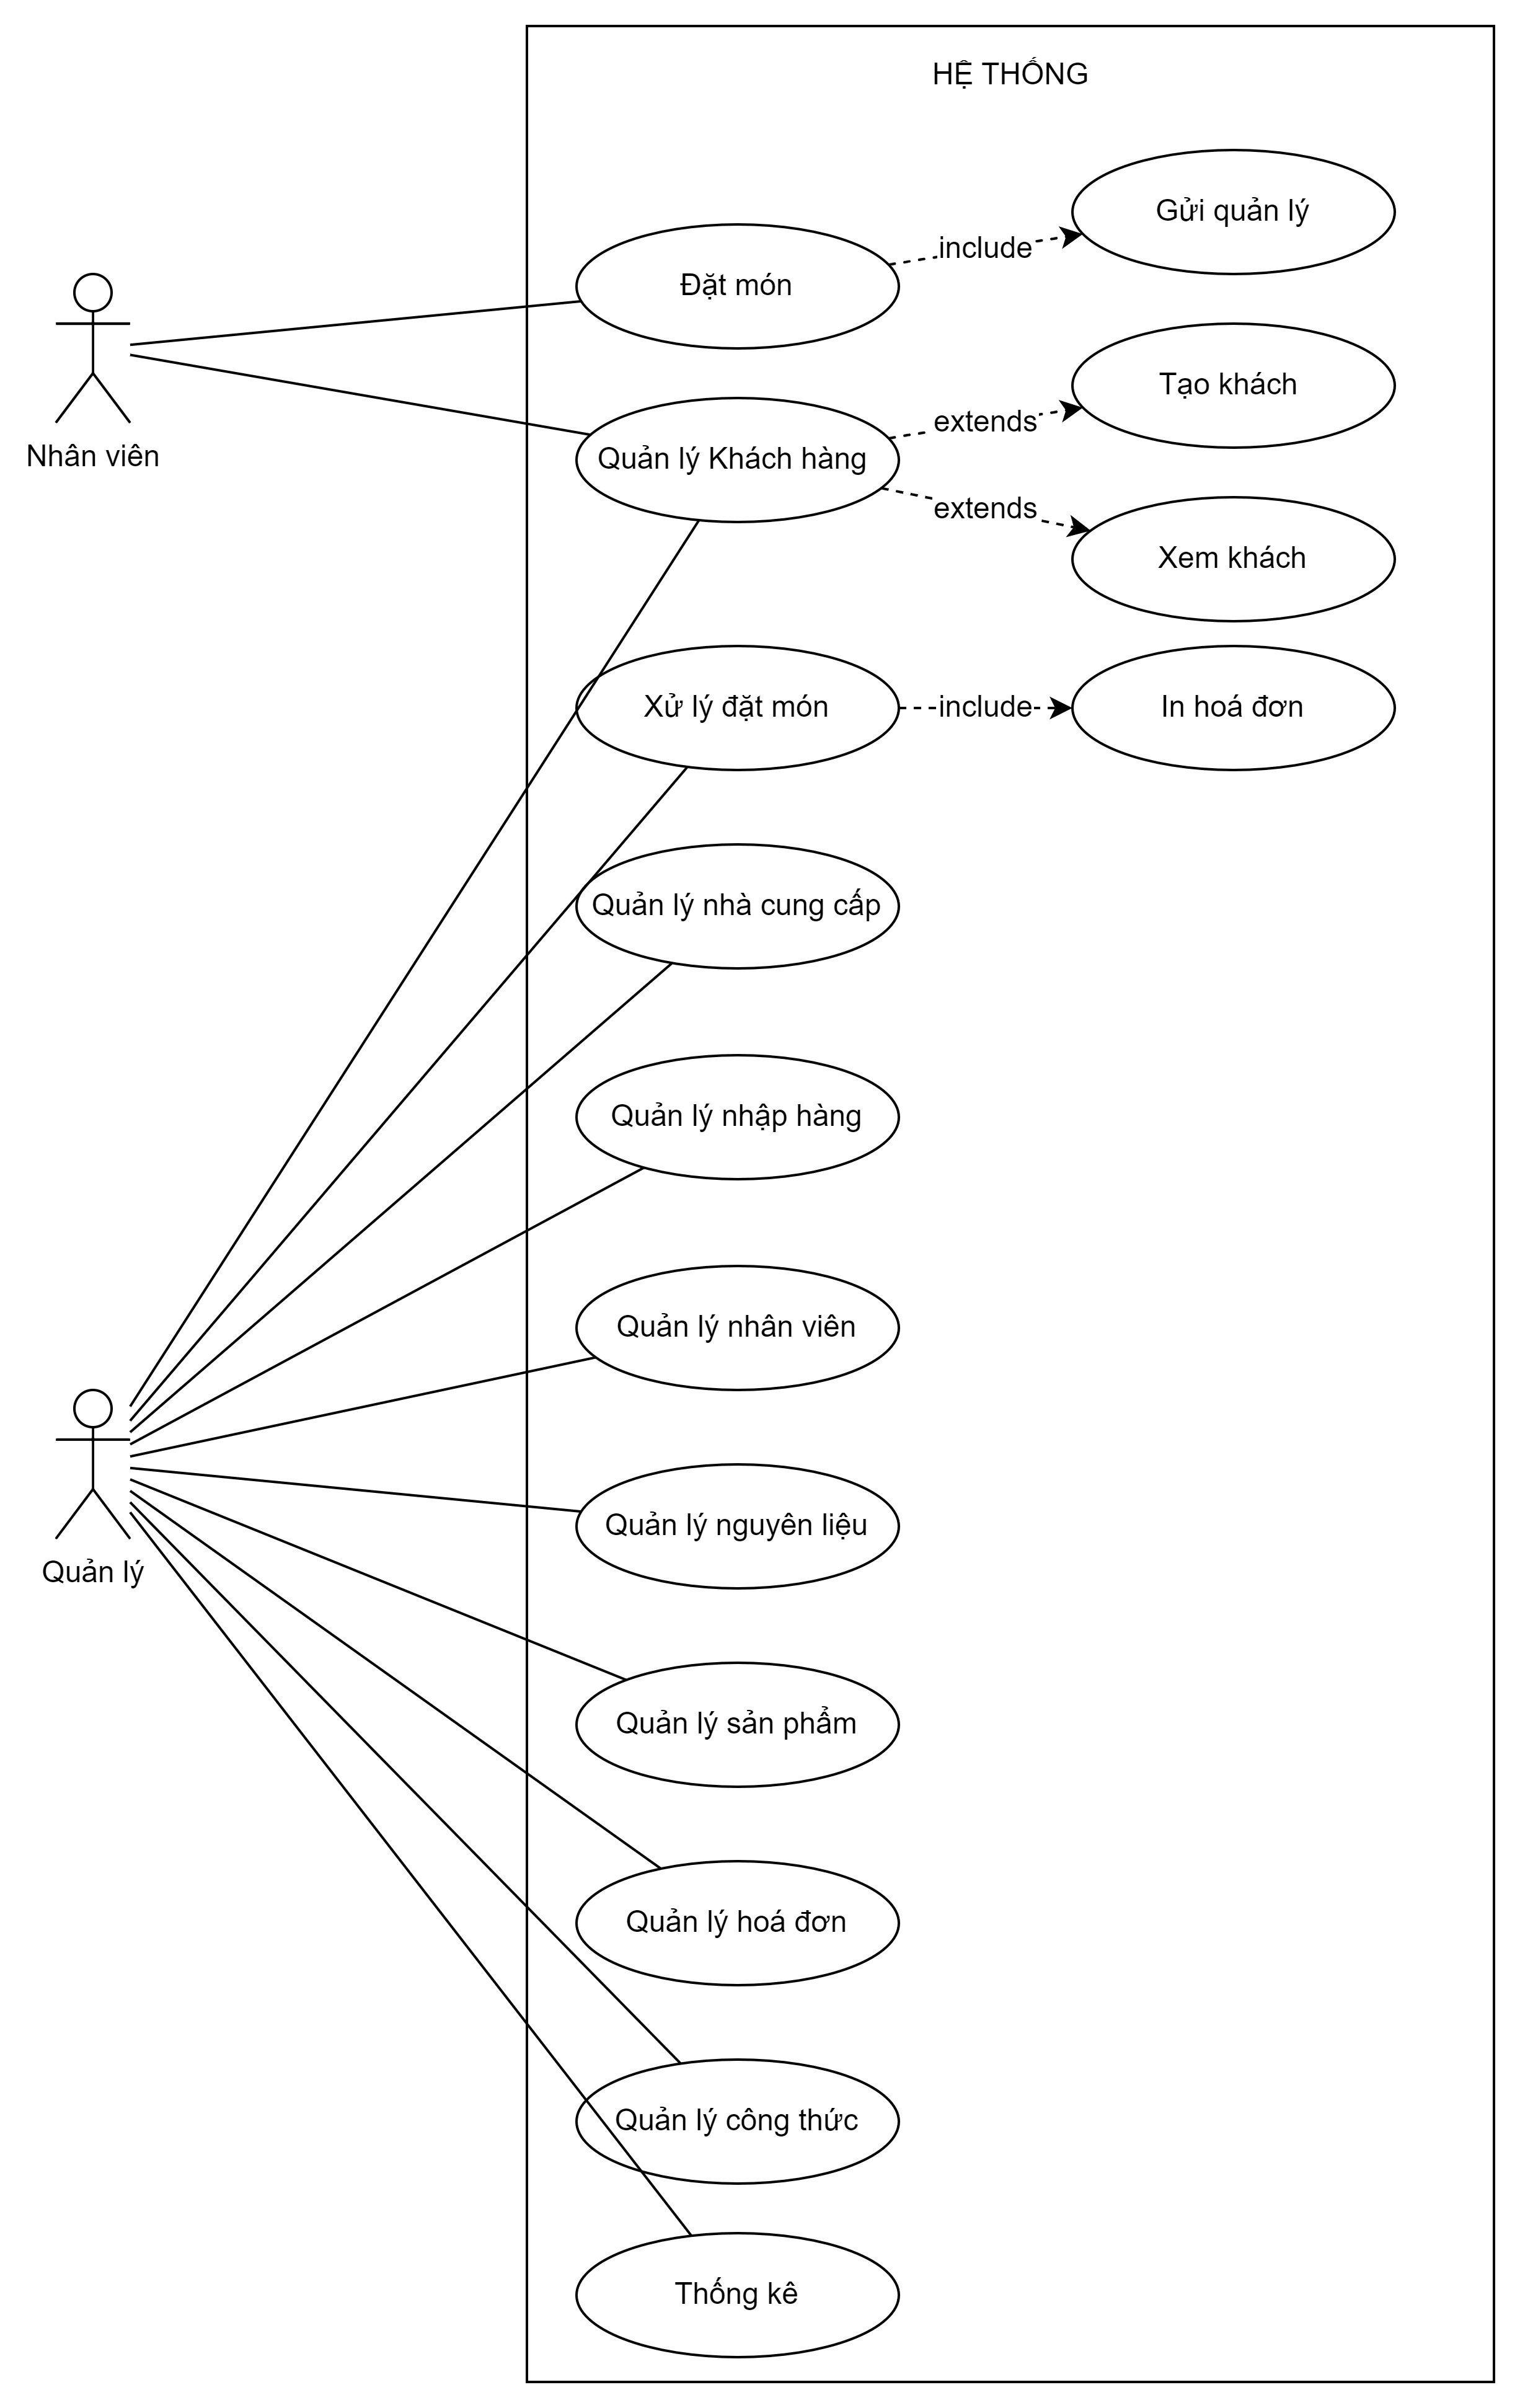 HỆ THỐNG
Gửi quản lý
include
Đặt món
Tạo khách
extends
Nhân viên
Quản lý Khách hàng
extends
Xem khách
Xử lý đặt món
include
In hoá đơn
Quản lý nhà cung cấp
Quản lý nhập hàng
Quản lý nhân viên
Quản lý nguyên liệu
Quản lý
Quản lý sản phẩm
Quản lý hoá đơn
Quản lý công thức
Thống kê